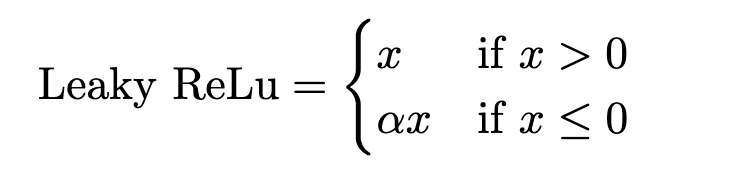 Leaky ReLu = { x if x > 0
αx if x ≤ 0